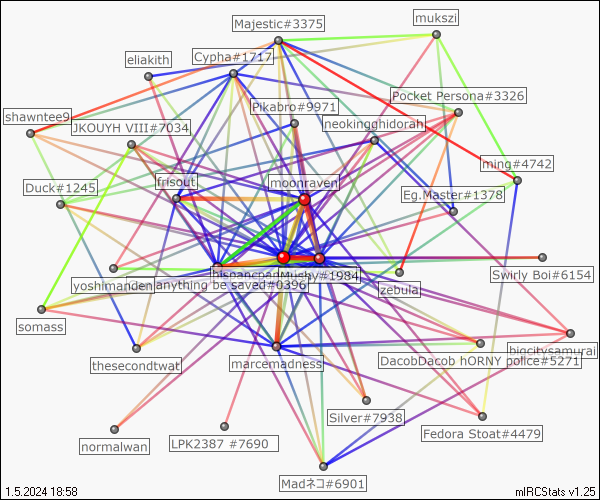 Majestic#3375
mukszi
Cypha#1717
eliakith
Pocket Persona#3326
Pikabro#9971
shawntee9
JKOUYH VIII#7034
neokingghidorah
ming#4742
moonraven
frisout
Duck#1245
Eg.Master#1378
Mughy#1984
Swirly Boi#6154
yoshimanden
anything be saved#0396
zebula
somass
bigcitysamurai
thesecondtwat
marcemadness
DacobDacob hORNY police#5271
Silver#7938
Fedora Stoat#4479
normalwan
LPK2387 #7690
Madネコ#6901
1.5.2024 18:58
mIRCStats v1.25